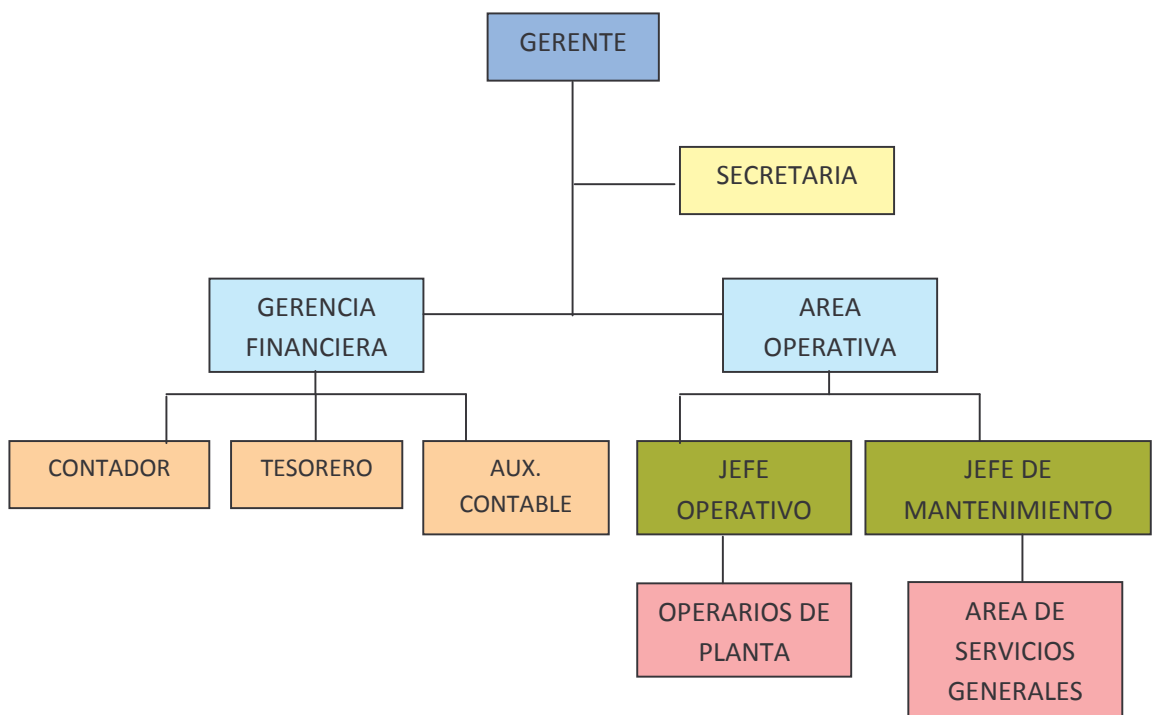 GERENTE
SECRETARIA
GERENCIA
FINANCIERA
AREA
OPERATIVA
CONTADOR
TESORERO
AUX.
CONTABLE
JEFE
OPERATIVO
JEFE DE
MANTENIMIENTO
OPERARIOS DE
PLANTA
AREA DE
SERVICIOS
GENERALES